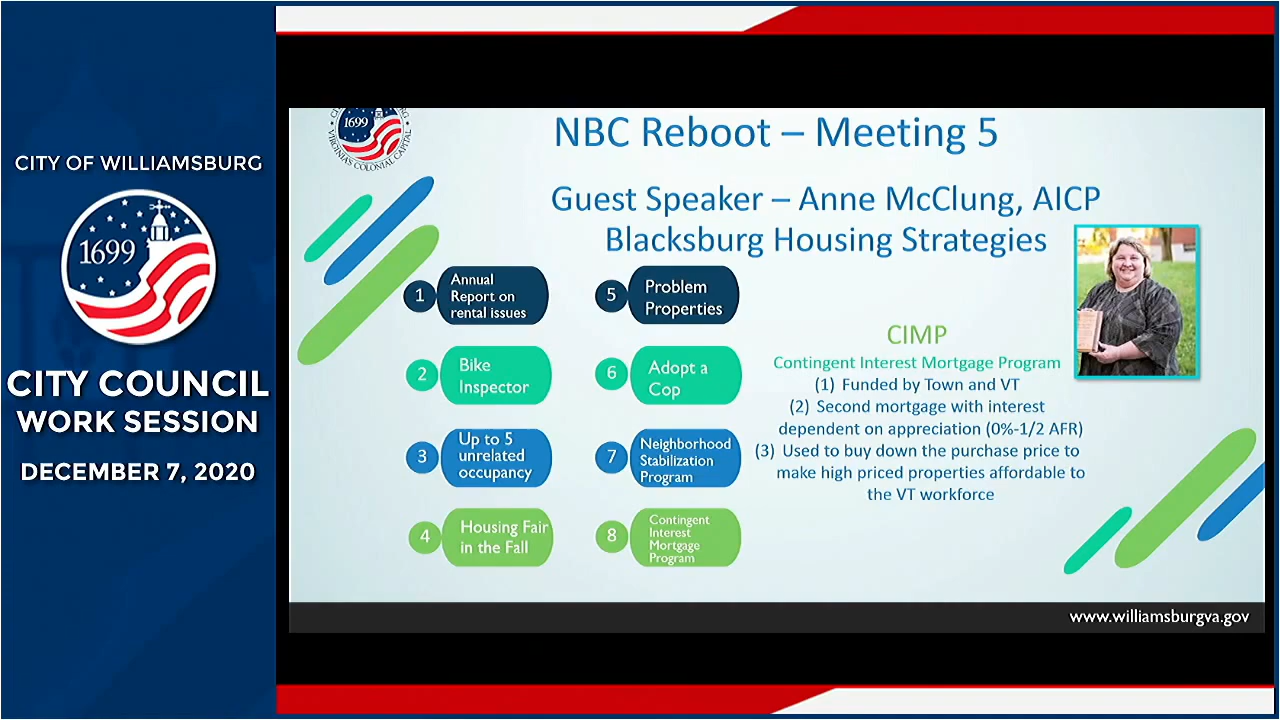 CITY OF WILLIAMSBURG
1699
CITY COUNCIL
WORK SESSION
DECEMBER 7, 2020
1699
VIRGINIA'S COLONIAL CAPITAL
NBC Reboot – Meeting 5
Guest Speaker – Anne McClung, AICP
Blacksburg Housing Strategies
1
Annual
Report on
rental issues
2
Bike
Inspector
3
Up to 5
unrelated
occupancy
4
Housing Fair
in the Fall
5
Problem
Properties
6
Adopt a
Cop
7
Neighborhood
Stabilization
Program
8
Contingent
Interest
Mortgage
Program
CIMP
Contingent Interest Mortgage Program
(1) Funded by Town and VT
(2) Second mortgage with interest
dependent on appreciation (0%-1/2 AFR)
(3) Used to buy down the purchase price to
make high priced properties affordable to
the VT workforce
www.williamsburgva.gov